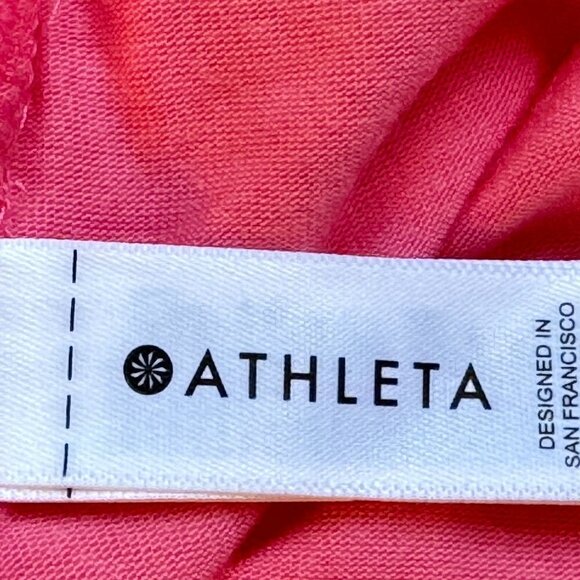 ATHLETA
DESIGNED IN
SAN FRANCISCO